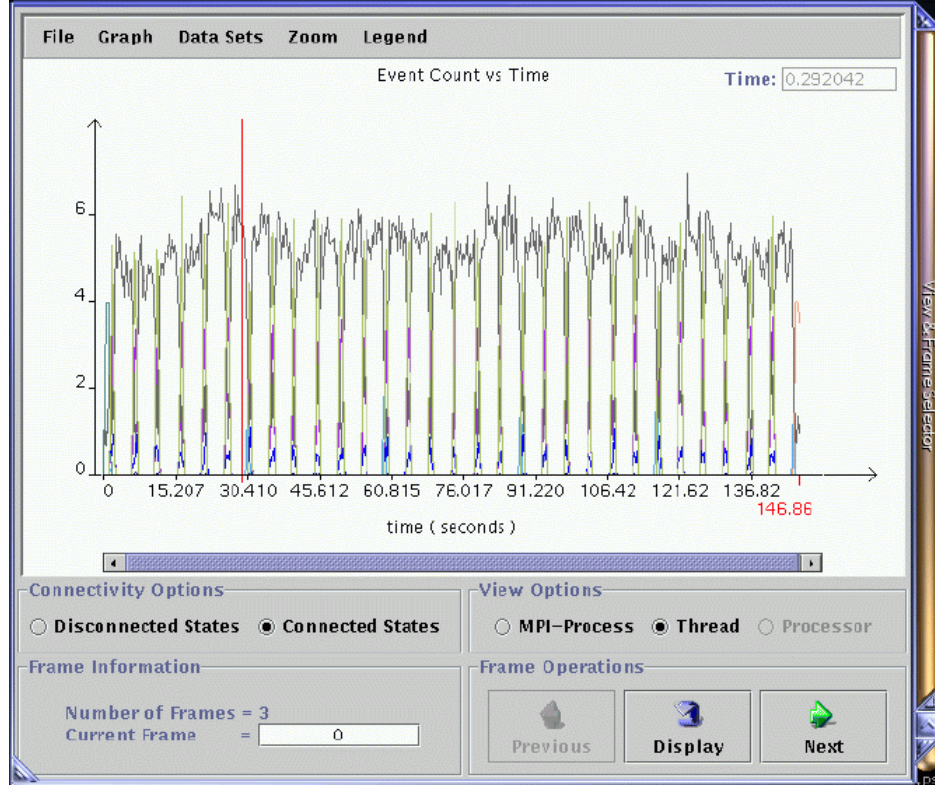 File Graph Data Sets Zoom Legend
Event Count vs Time
Time: 0.292042
6
4
2
0
0 15.207 30.410 45.612 60.815 76.017 91.220 106.42 121.62 136.82
146.86
time ( seconds )
Connectivity Options
Disconnected States Connected States
View Options
MPI-Process Thread Processor
Frame Information
Number of Frames = 3
Current Frame = 0
Frame Operations
Previous Display Next
View & Frame Selector
.ps